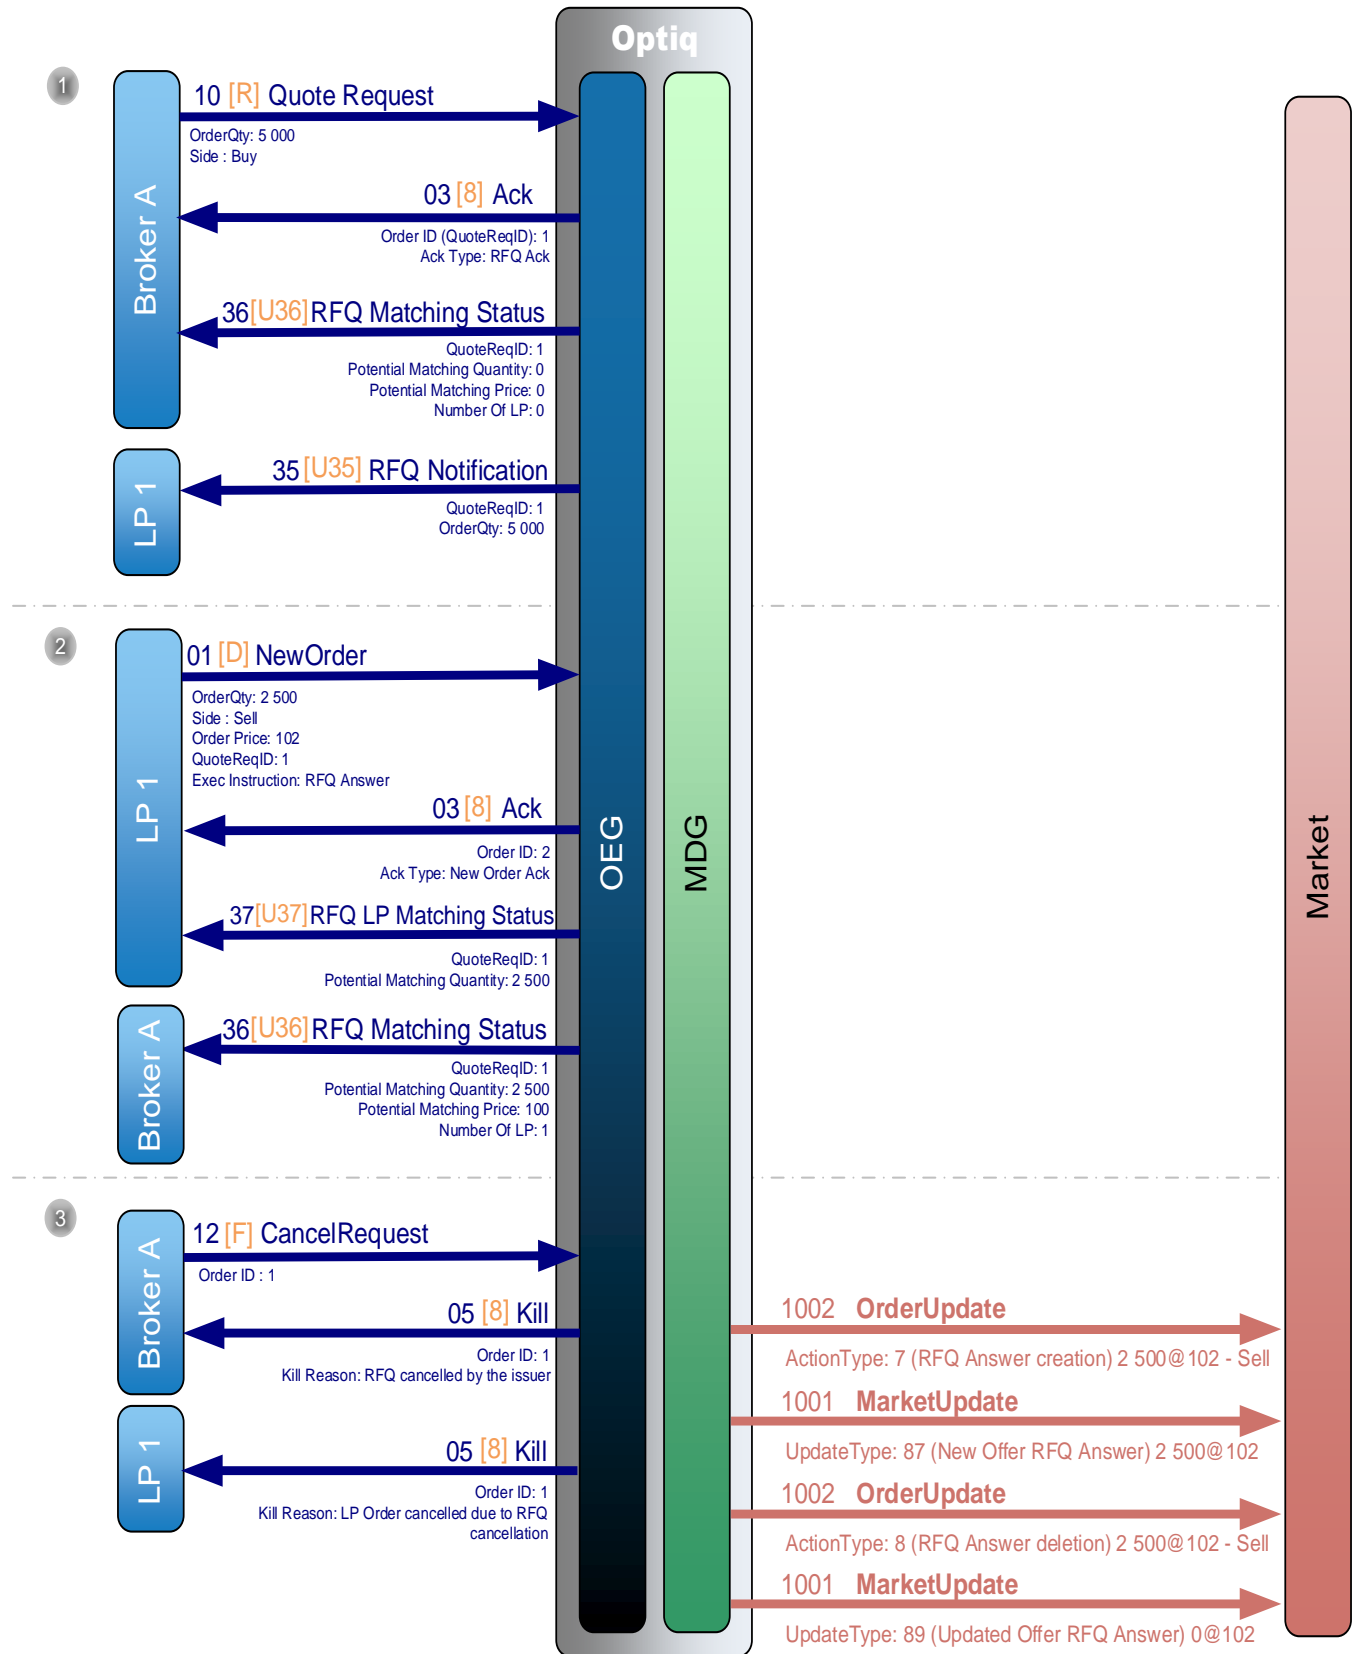 Optiq
1
Broker A
10 [R] Quote Request
OrderQty: 5 000
Side : Buy
03 [8] Ack
Order ID (QuoteReqID): 1
Ack Type: RFQ Ack
36[U36]RFQ Matching Status
QuoteReqID: 1
Potential Matching Quantity: 0
Potential Matching Price: 0
Number Of LP: 0
LP 1
35 [U35] RFQ Notification
QuoteReqID: 1
OrderQty: 5 000
2
LP 1
01 [D] NewOrder
OrderQty: 2 500
Side : Sell
Order Price: 102
QuoteReqID: 1
Exec Instruction: RFQ Answer
03 [8] Ack
Order ID: 2
Ack Type: New Order Ack
37[U37]RFQ LP Matching Status
QuoteReqID: 1
Potential Matching Quantity: 2 500
OEG
MDG
Market
Broker A
36[U36]RFQ Matching Status
QuoteReqID: 1
Potential Matching Quantity: 2 500
Potential Matching Price: 100
Number Of LP: 1
3
Broker A
12 [F] CancelRequest
Order ID : 1
05 [8] Kill
Order ID: 1
Kill Reason: RFQ cancelled by the issuer
LP 1
05 [8] Kill
Order ID: 1
Kill Reason: LP Order cancelled due to RFQ
cancellation
1002 OrderUpdate
ActionType: 7 (RFQ Answer creation) 2 500@102 - Sell
1001 MarketUpdate
UpdateType: 87 (New Offer RFQ Answer) 2 500@102
1002 OrderUpdate
ActionType: 8 (RFQ Answer deletion) 2 500@102 - Sell
1001 MarketUpdate
UpdateType: 89 (Updated Offer RFQ Answer) 0@102